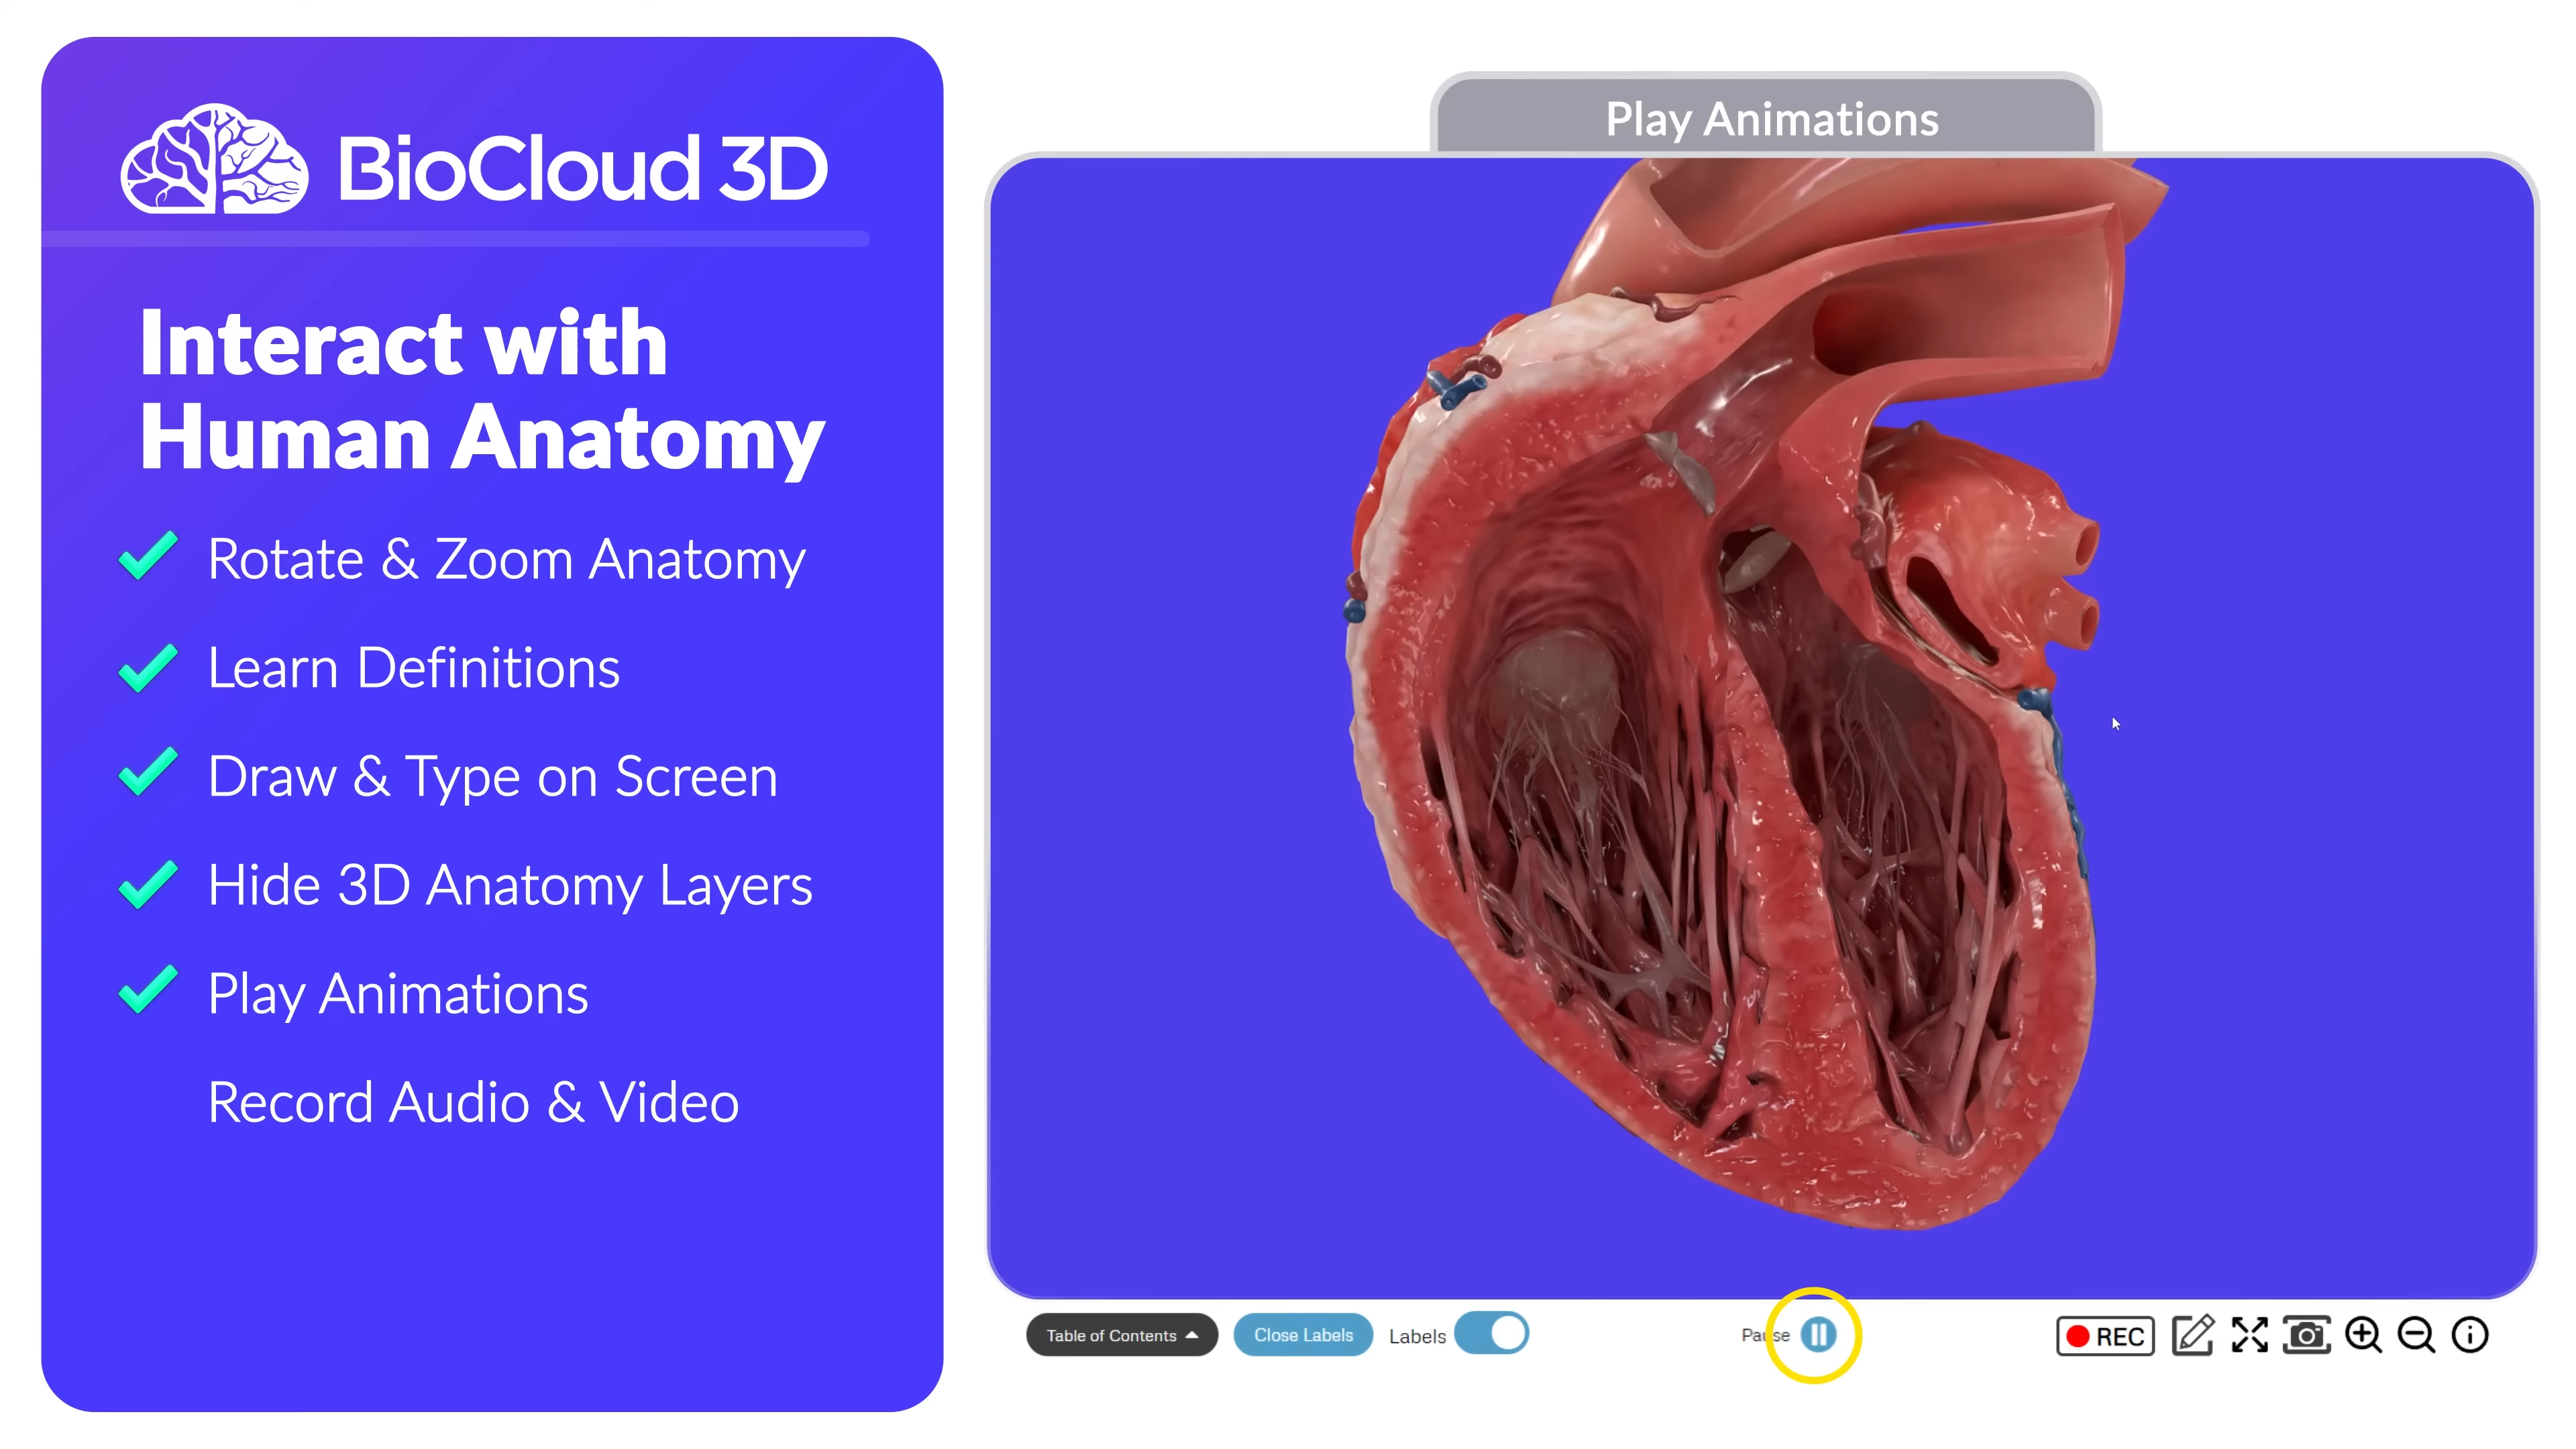 BioCloud 3D
Interact with
Human Anatomy
Rotate & Zoom Anatomy
Learn Definitions
Draw & Type on Screen
Hide 3D Anatomy Layers
Play Animations
Record Audio & Video
Play Animations
Table of Contents
Close Labels
Labels
Pause
REC